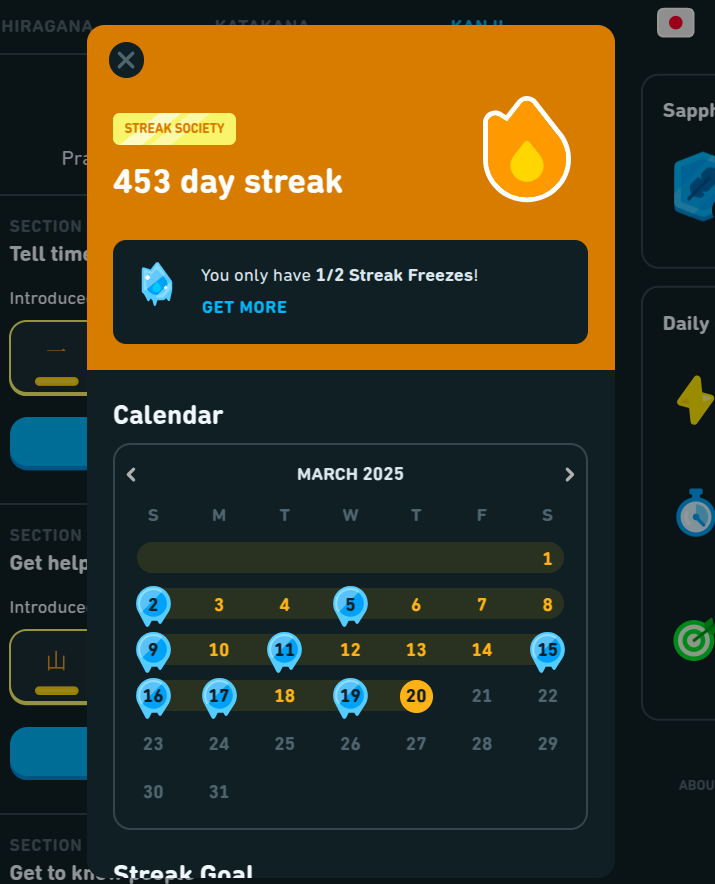 HIRAGANA
KATAKANA
KANJI
STREAK SOCIETY
453 day streak
You only have 1/2 Streak Freezes!
GET MORE
Calendar
MARCH 2025
S M T W T F S
1
2 3 4 5 6 7 8
9 10 11 12 13 14 15
16 17 18 19 20 21 22
23 24 25 26 27 28 29
30 31
Streak Goal
Pra
SECTION
Tell time
Introduce
一
SECTION
Get help
Introduce
山
SECTION
Get to know people
Sapph
Daily
ABOU